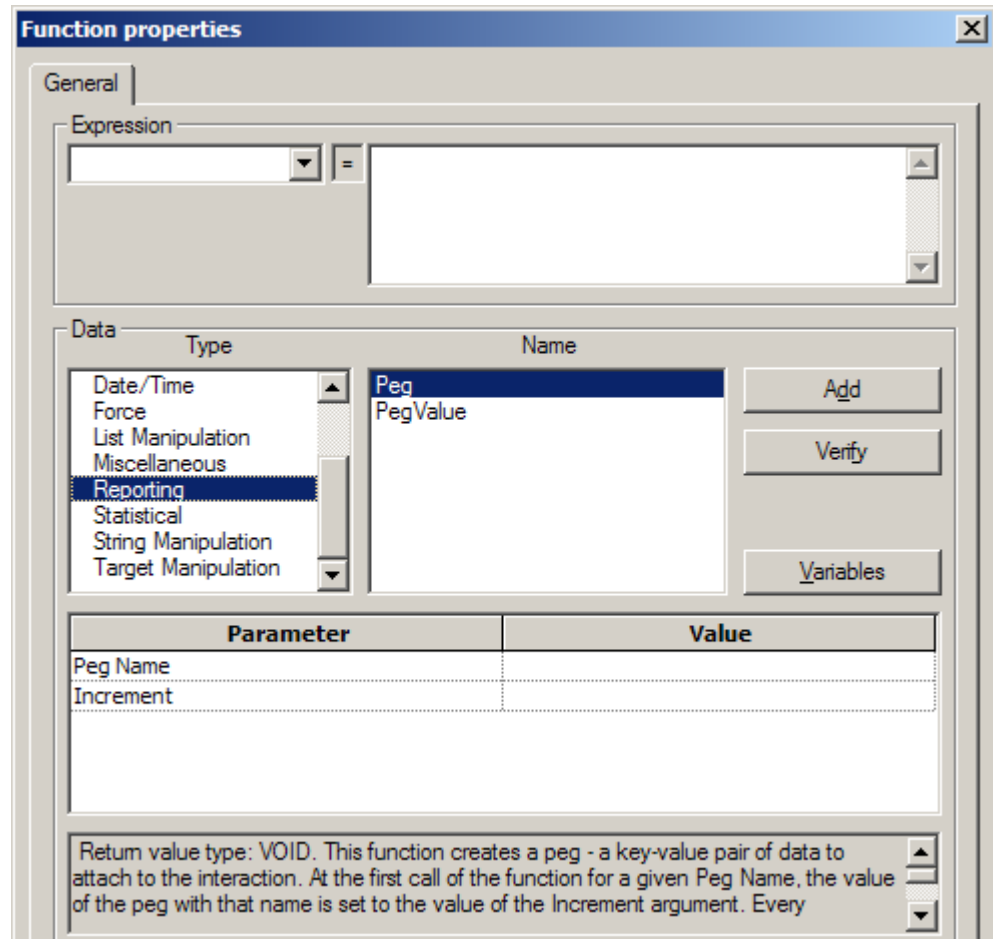 Function properties
General
Expression
=
Data
Type Name
Date/Time
Force
List Manipulation
Miscellaneous
Reporting
Statistical
String Manipulation
Target Manipulation
Peg
PegValue
Add
Verify
Variables
Parameter Value
Peg Name
Increment
Return value type: VOID. This function creates a peg - a key-value pair of data to
attach to the interaction. At the first call of the function for a given Peg Name, the value
of the peg with that name is set to the value of the Increment argument. Every